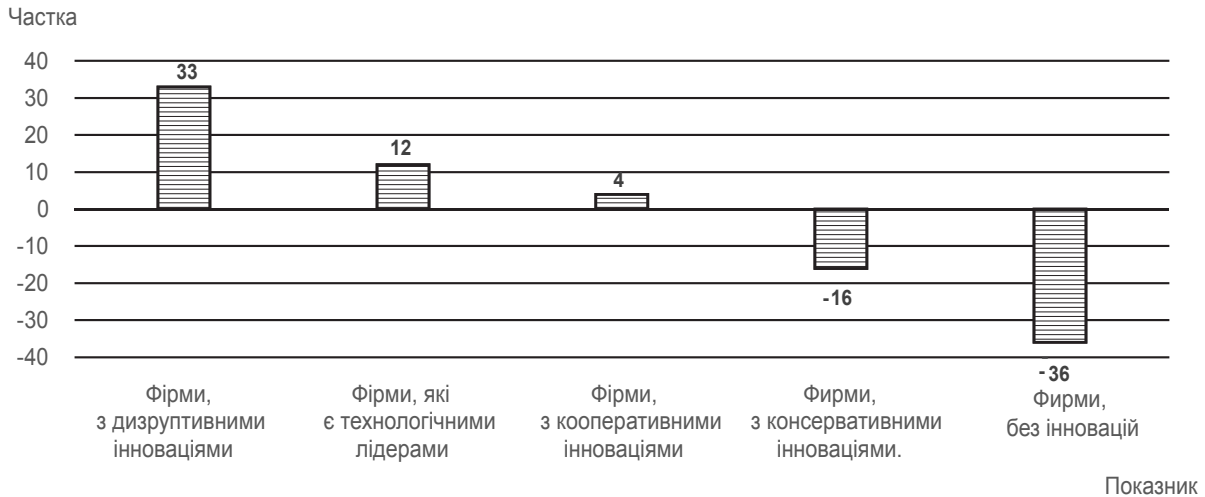 Частка
40
30
20
10
0
-10
-20
-30
-40
33
12
4
-16
- 36
Фірми,
з дизруптивними
інноваціями
Фірми, які
є технологічними
лідерами
Фірми,
з кооперативними
інноваціями
Фирми,
з консервативними
інноваціями.
Фирми,
без інновацій
Показник